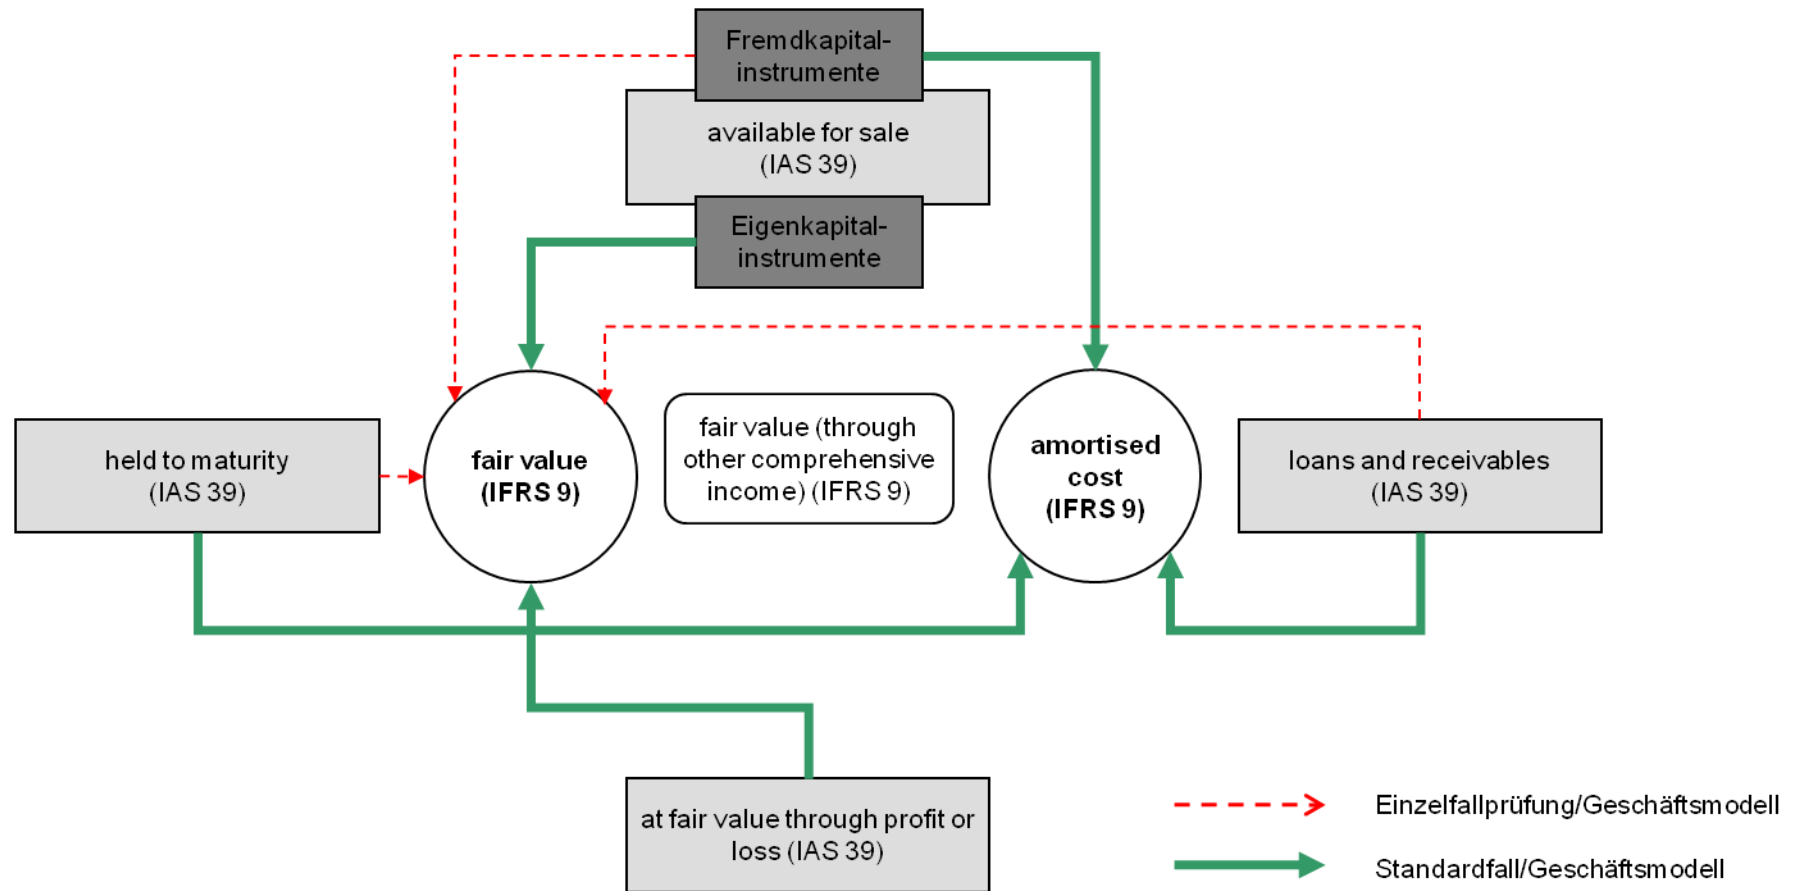 Fremdkapital-
instrumente
available for sale
(IAS 39)
Eigenkapital-
instrumente
held to maturity
(IAS 39)
fair value
(IFRS 9)
fair value (through
other comprehensive
income) (IFRS 9)
amortised
cost
(IFRS 9)
loans and receivables
(IAS 39)
at fair value through profit or
loss (IAS 39)
Einzelfallprüfung/Geschäftsmodell
Standardfall/Geschäftsmodell